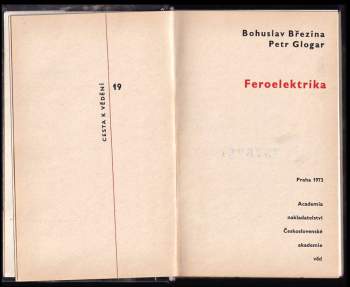 CESTA K VĚDĚNÍ
19
Bohuslav Březina
Petr Glogar
Feroelektrika
Praha 1973
Academia
nakladatelství
Československé
akademie
věd